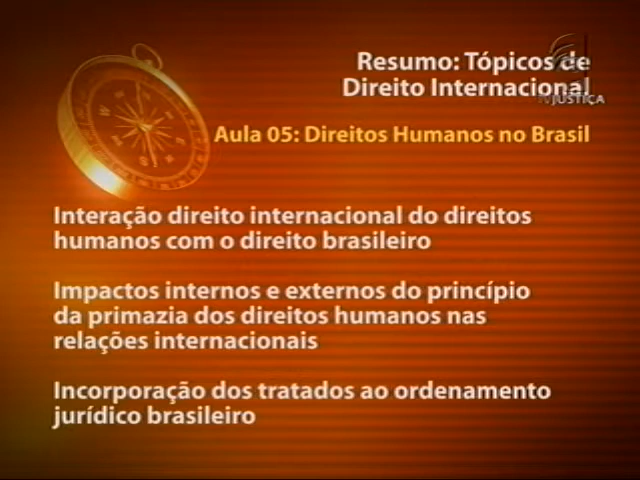 Resumo: Tópicos de
Direito Internacional
TV JUSTIÇA
Aula 05: Direitos Humanos no Brasil
Interação direito internacional do direitos
humanos com o direito brasileiro
Impactos internos e externos do princípio
da primazia dos direitos humanos nas
relações internacionais
Incorporação dos tratados ao ordenamento
jurídico brasileiro